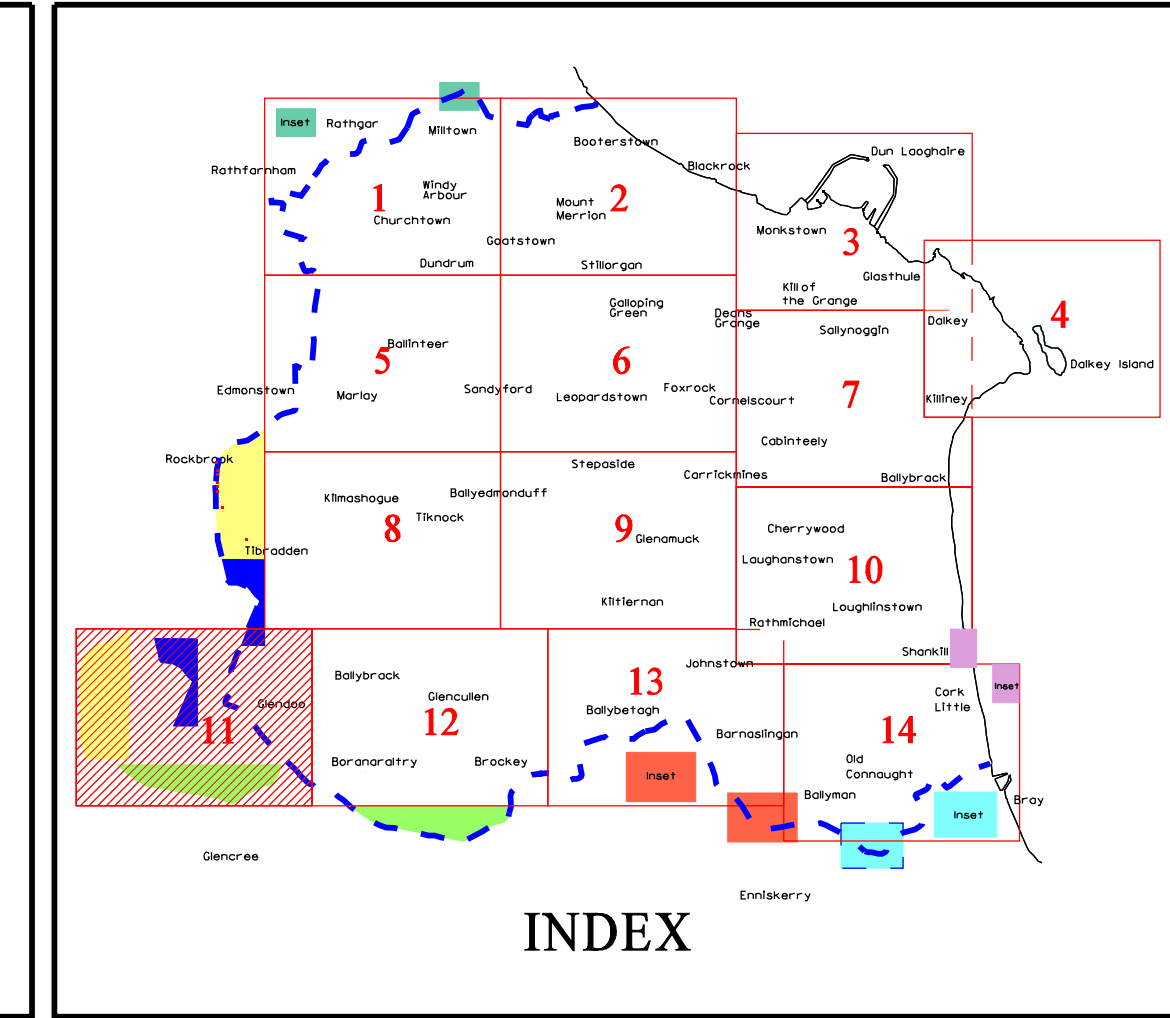 Inset
Rathgar
Milltown
Booterstown
Dun Laoghaire
Rathfarnham
Blackrock
Windy
Arbour
1
Mount
Merrion
2
Churchtown
Monkstown
3
Goatstown
Dundrum
Stillorgan
Glasthule
Kill of
the Grange
Galloping
Green
Deans
Grange
Dalkey
4
Sallynoggin
Ballinteer
5
6
Dalkey Island
Edmonstown
Marlay
Sandyford
Leopardstown
Foxrock
Cornelscourt
7
Killiney
Cabinteely
Rockbrook
Stepaside
Carrickmines
Ballybrack
Kilmashogue
Ballyedmonduff
Tiknock
8
9
Glenamuck
Cherrywood
Tibradden
Laughanstown
10
Kiltiernan
Loughlinstown
Rathmichael
Shankill
Johnstown
Ballybrack
13
Inset
Glencullen
Cork
Little
Glendoo
11
12
Ballybetagh
Barnaslingan
14
Boranaraltry
Brockey
Inset
Old
Connaught
Ballyman
Inset
Bray
Glencree
Enniskerry
INDEX